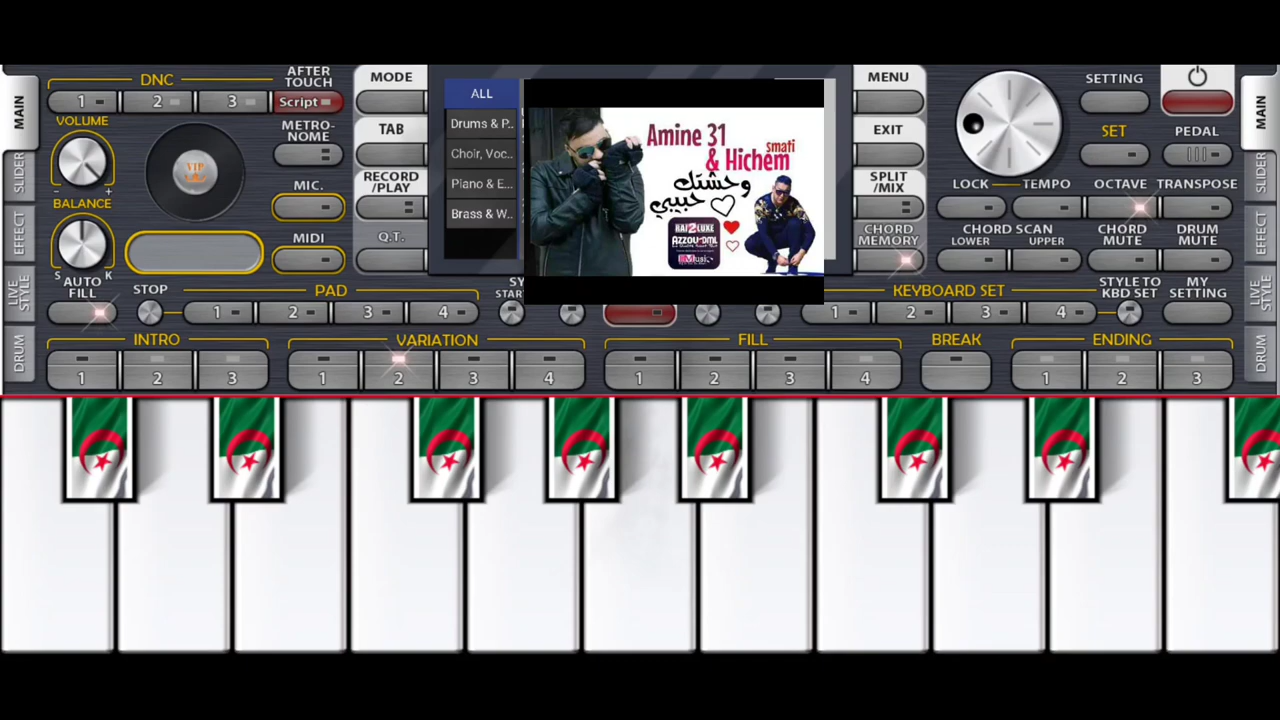 DNC
AFTER
TOUCH
1
2
3
Script
VOLUME
METRO-
NOME
VIP
MIC.
BALANCE
MIDI
S
K
AUTO
FILL
STOP
PAD
1
2
3
4
INTRO
1
2
3
VARIATION
1
2
3
4
MAIN
SLIDER
EFFECT
LIVE
STYLE
DRUM
MODE
TAB
RECORD
/PLAY
Q.T.
ALL
Drums & P..
Choir, Voc..
Piano & E...
Brass & W..
Amine 31
& Hichem
smati
وحشتك
حبيبي
RAI2LUXE
AZZOU DML
Music
MENU
EXIT
SPLIT
/MIX
CHORD
MEMORY
SETTING
SET
PEDAL
LOCK
TEMPO
OCTAVE
TRANSPOSE
CHORD SCAN
LOWER
UPPER
CHORD
MUTE
DRUM
MUTE
KEYBOARD SET
1
2
3
4
STYLE TO
KBD SET
MY
SETTING
FILL
1
2
3
4
BREAK
ENDING
1
2
3
MAIN
SLIDER
EFFECT
LIVE
STYLE
DRUM